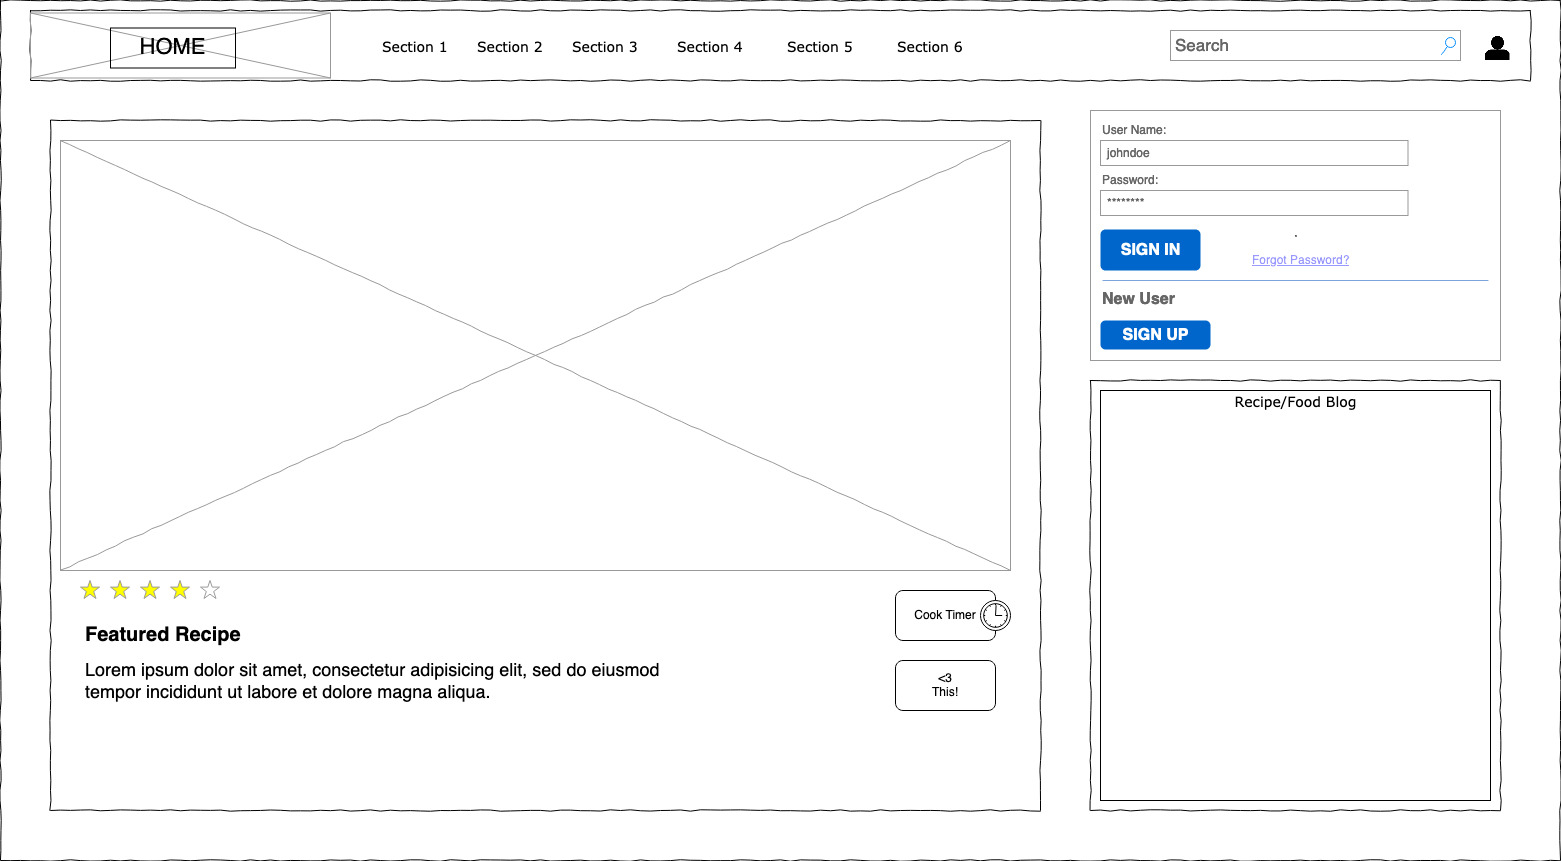 HOME
Section 1
Section 2
Section 3
Section 4
Section 5
Section 6
Search
User Name:
johndoe
Password:
********
SIGN IN
.
Forgot Password?
New User
SIGN UP
Recipe/Food Blog
Featured Recipe
Lorem ipsum dolor sit amet, consectetur adipisicing elit, sed do eiusmod
tempor incididunt ut labore et dolore magna aliqua.
Cook Timer
<3
This!